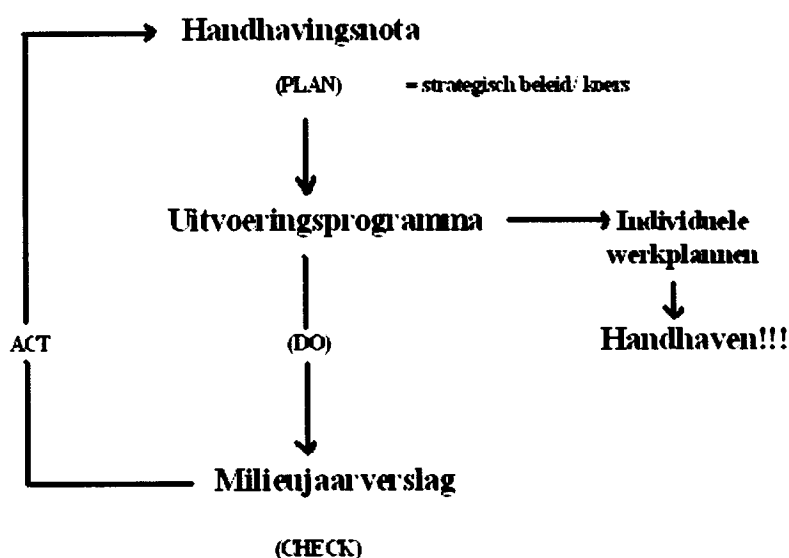 Handhavingsnota
(PLAN) = strategisch beleid/ koers
Uitvoeringsprogramma
Individuele
werkplannen
ACT
(DO)
Handhaven!!!
Milieujaarverslag
(CHECK)